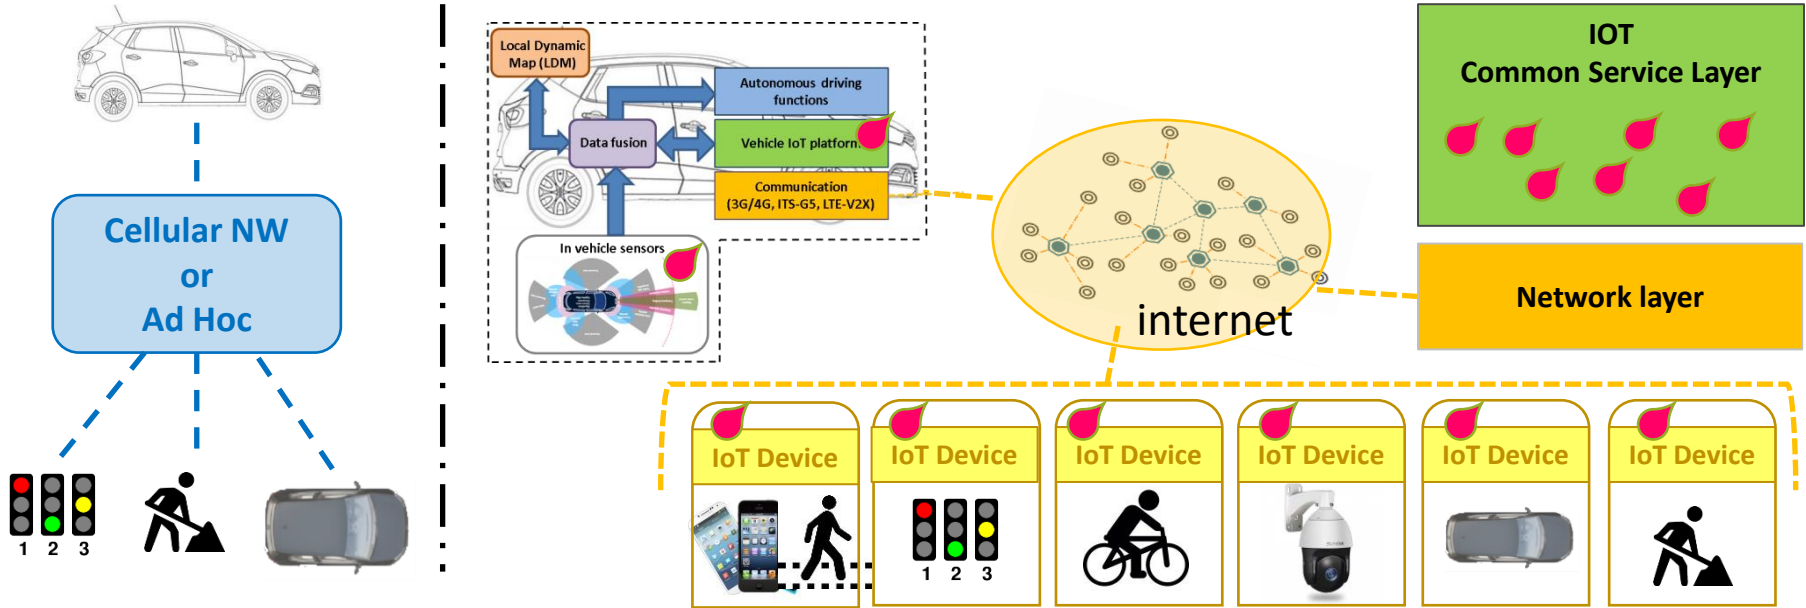 Cellular NW
or
Ad Hoc
1 2 3
Local Dynamic
Map (LDM)
Autonomous driving
functions
Data fusion
Vehicle IoT platform
Communication
(3G/4G, ITS-G5, LTE-V2X)
In vehicle sensors
internet
IOT
Common Service Layer
Network layer
IoT Device
IoT Device
IoT Device
IoT Device
IoT Device
IoT Device
1 2 3